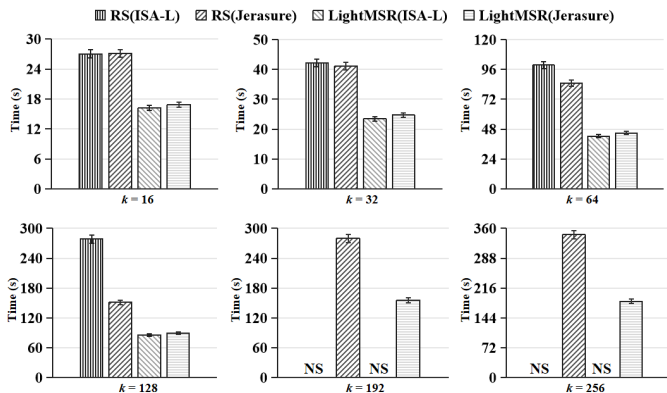 RS(ISA-L) RS(Jerasure) LightMSR(ISA-L) LightMSR(Jerasure)
Time (s)
30
24
18
12
6
0
k = 16
Time (s)
50
40
30
20
10
0
k = 32
Time (s)
120
96
72
48
24
0
k = 64
Time (s)
300
240
180
120
60
0
k = 128
Time (s)
300
240
180
120
60
0
NS NS
k = 192
Time (s)
360
288
216
144
72
0
NS NS
k = 256